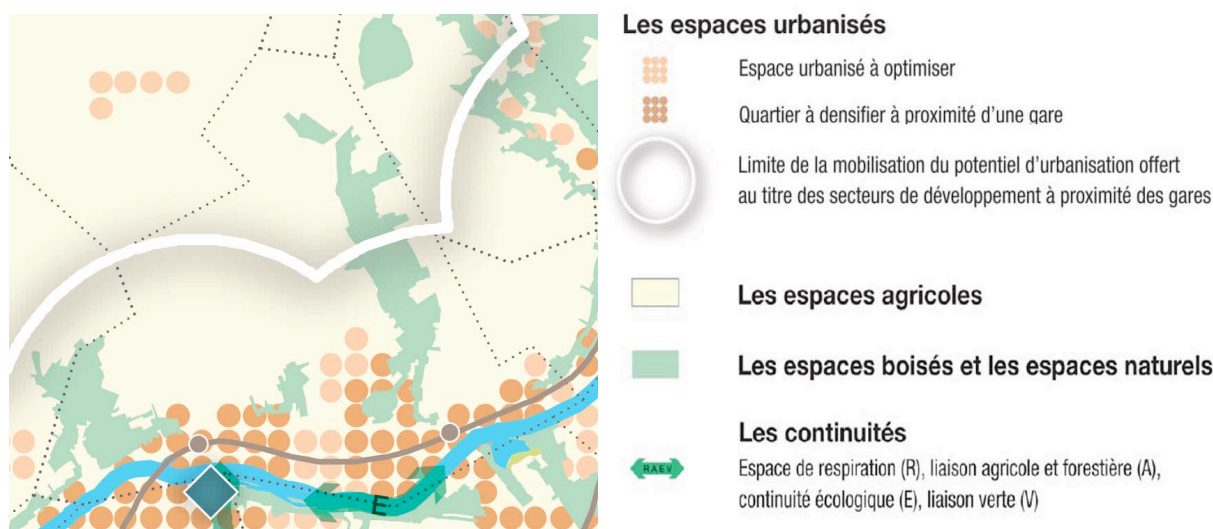 E
Les espaces urbanisés
Espace urbanisé à optimiser
Quartier à densifier à proximité d'une gare
Limite de la mobilisation du potentiel d'urbanisation offert
au titre des secteurs de développement à proximité des gares
Les espaces agricoles
Les espaces boisés et les espaces naturels
Les continuités
RAEV
Espace de respiration (R), liaison agricole et forestière (A),
continuité écologique (E), liaison verte (V)